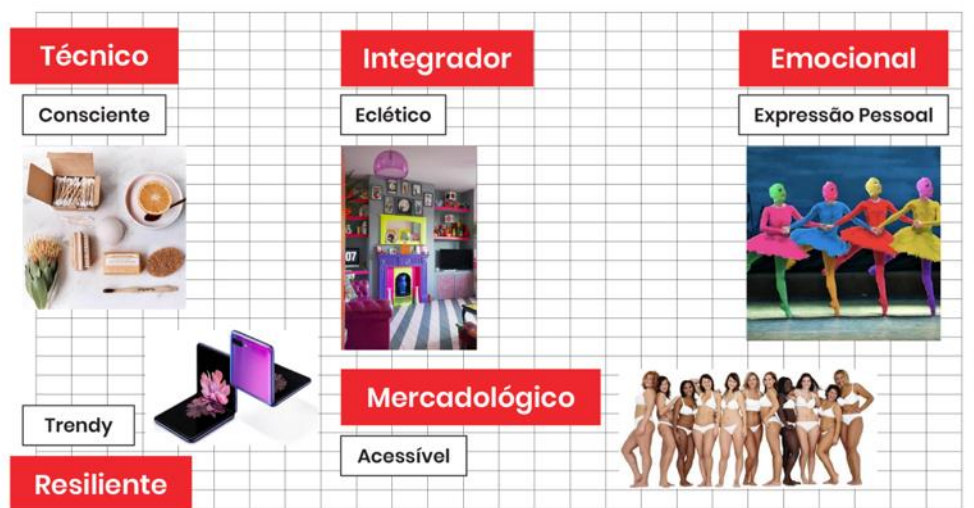 Técnico
Integrador
Emocional
Consciente
Eclético
Expressão Pessoal
Trendy
Mercadológico
Acessível
Resiliente